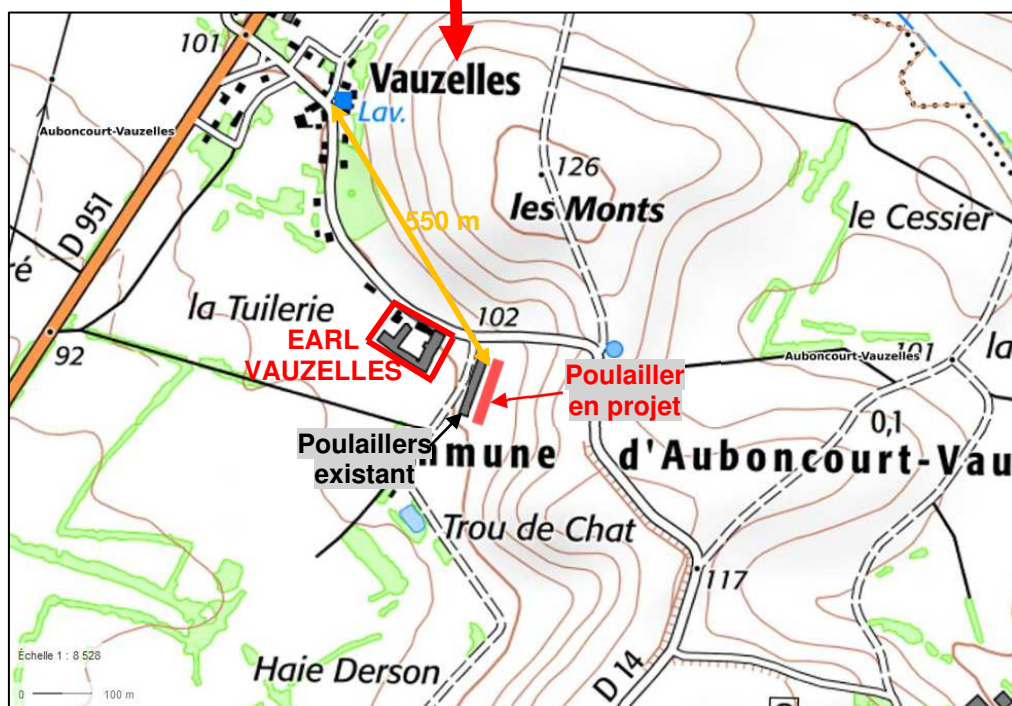 101
Vauzelles
Lav.
Auboncourt-Vauzelles
126
les Monts
le Cessier
550 m
D 951
ré
la Tuilerie
102
EARL
VAUZELLES
92
Auboncourt-Vauzelles
101
la
Poulailler
en projet
0,1
Poulaillers
existant
mmune d'Auboncourt-Vau
Trou de Chat
117
Échelle 1 : 8 528
Haie Derson
D 14
0 100 m